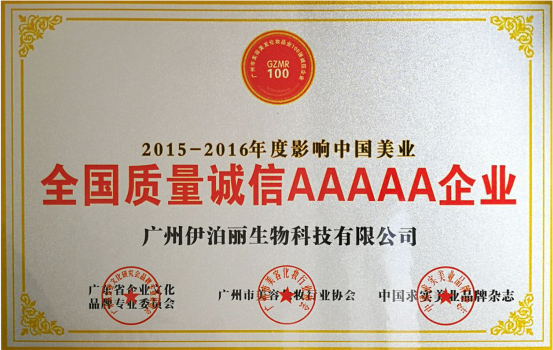 GZMR
100
2015-2016年度影响中国美业
全国质量诚信AAAAA企业
广州伊泊丽生物科技有限公司
广东省企业文化
品牌专业委员会
广州市美容化妆行业协会
中国求实美业品牌杂志